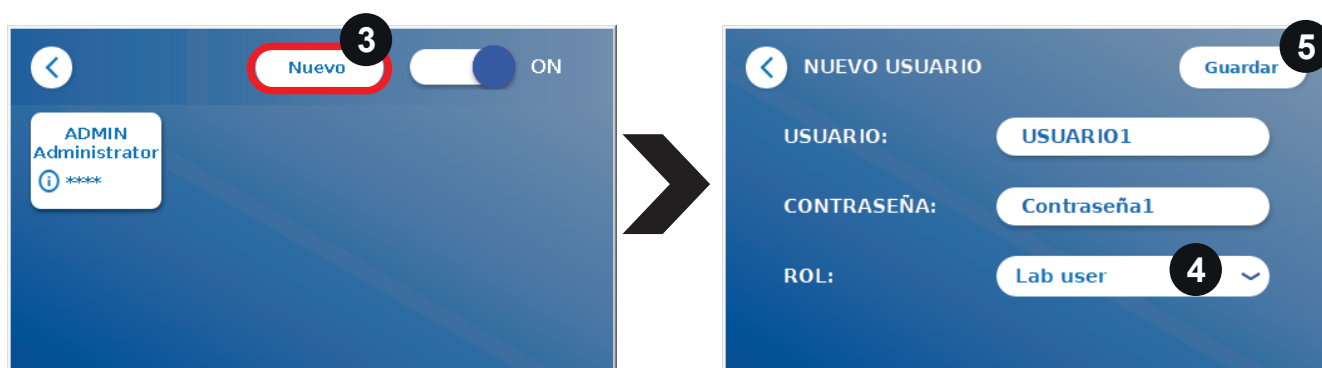 3
Nuevo
ON
ADMIN
Administrator
i ****
5
NUEVO USUARIO
Guardar
USUARIO:
USUARIO1
CONTRASEÑA:
Contraseña1
ROL:
Lab user
4